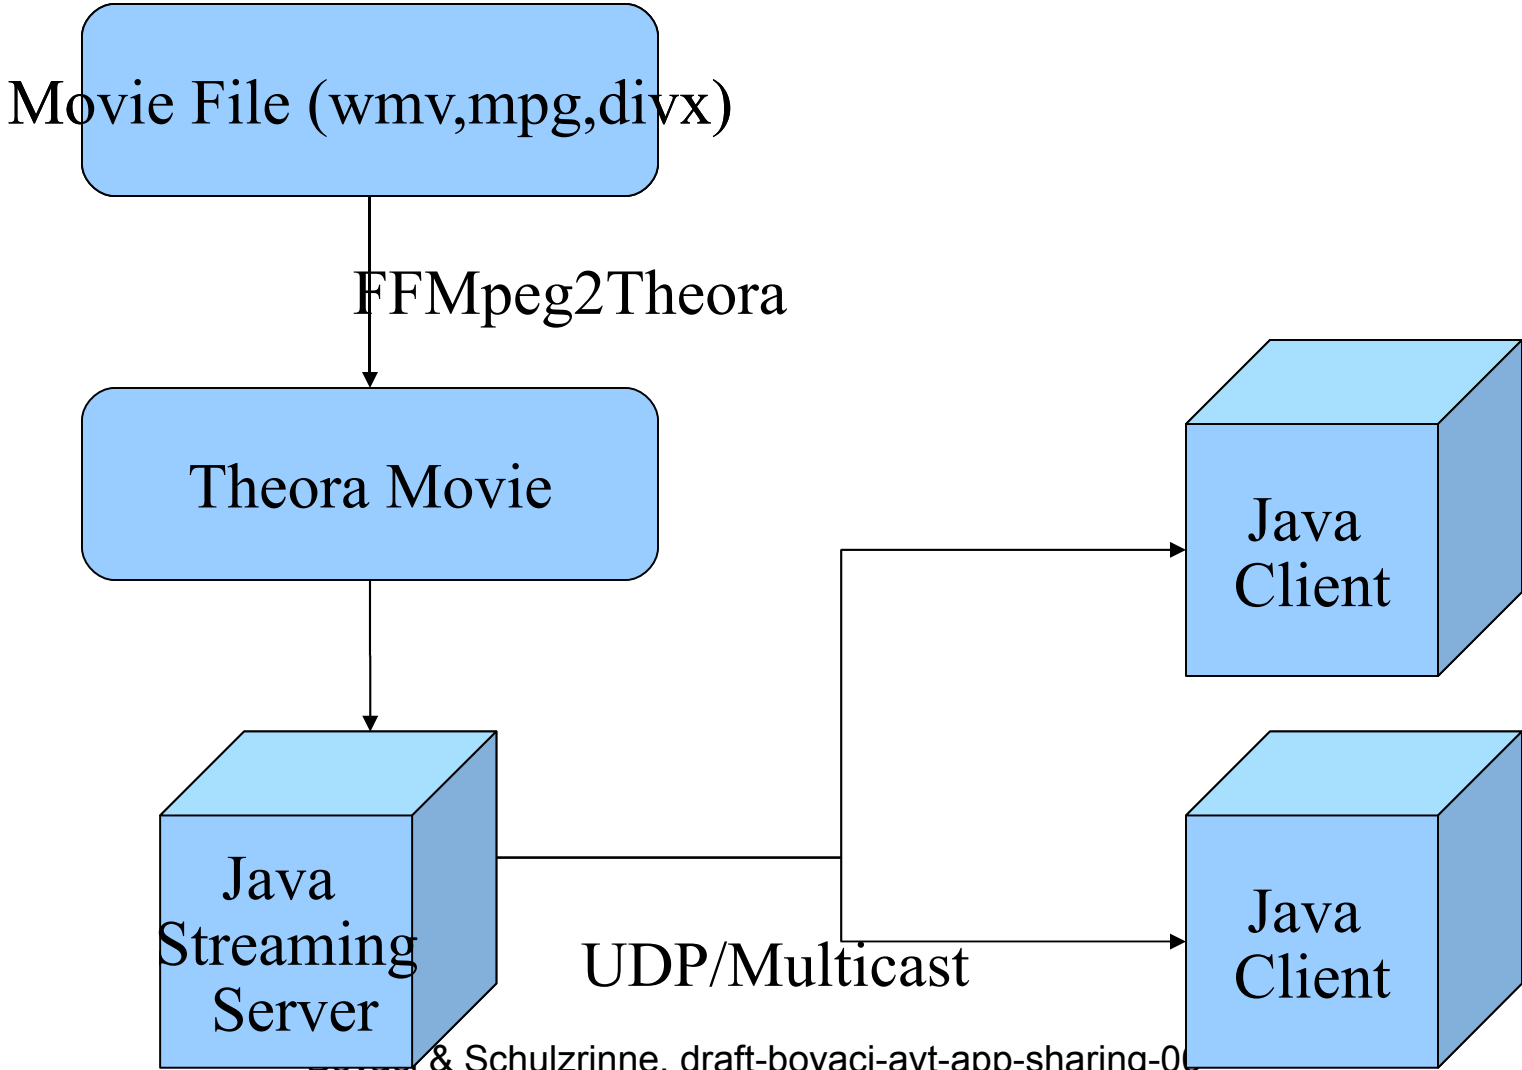 Movie File (wmv,mpg,divx)
FFMpeg2Theora
Theora Movie
Java
Client
Java
Streaming
Server
UDP/Multicast
Java
Client
& Schulzrinne, draft-boyaci-avt-app-sharing-00